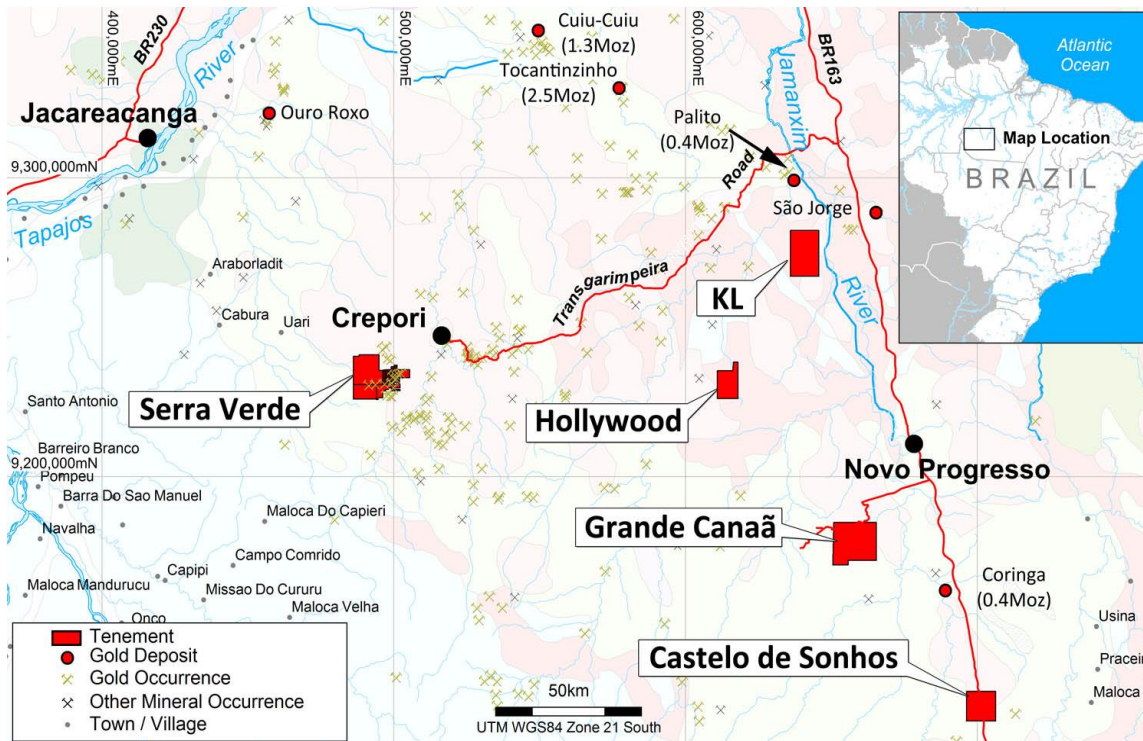 400,000mE
500,000mE
600,000mE
BR230
River
Cuiu-Cuiu
(1.3Moz)
Tocantinzinho
(2.5Moz)
BR163
Jamanxim
Atlantic
Ocean
Map Location
BRAZIL
Jacareacanga
Ouro Roxo
Palito
(0.4Moz)
9,300,000mN
Road
São Jorge
Tapajos
Araborladit
Transgarimpeira
KL
River
Cabura
Uari
Crepori
Serra Verde
Hollywood
Santo Antonio
Barreiro Branco
9,200,000mN
Pompeu
Novo Progresso
Barra Do Sao Manuel
Maloca Do Capieri
Navalha
Grande Canaã
Campo Comrido
Capipi
Maloca Mandurucu
Missao Do Cururu
Maloca Velha
Coringa
(0.4Moz)
Onco
Usina
Castelo de Sonhos
Pracei
Maloca
Tenement
Gold Deposit
Gold Occurrence
Other Mineral Occurrence
Town / Village
50km
UTM WGS84 Zone 21 South